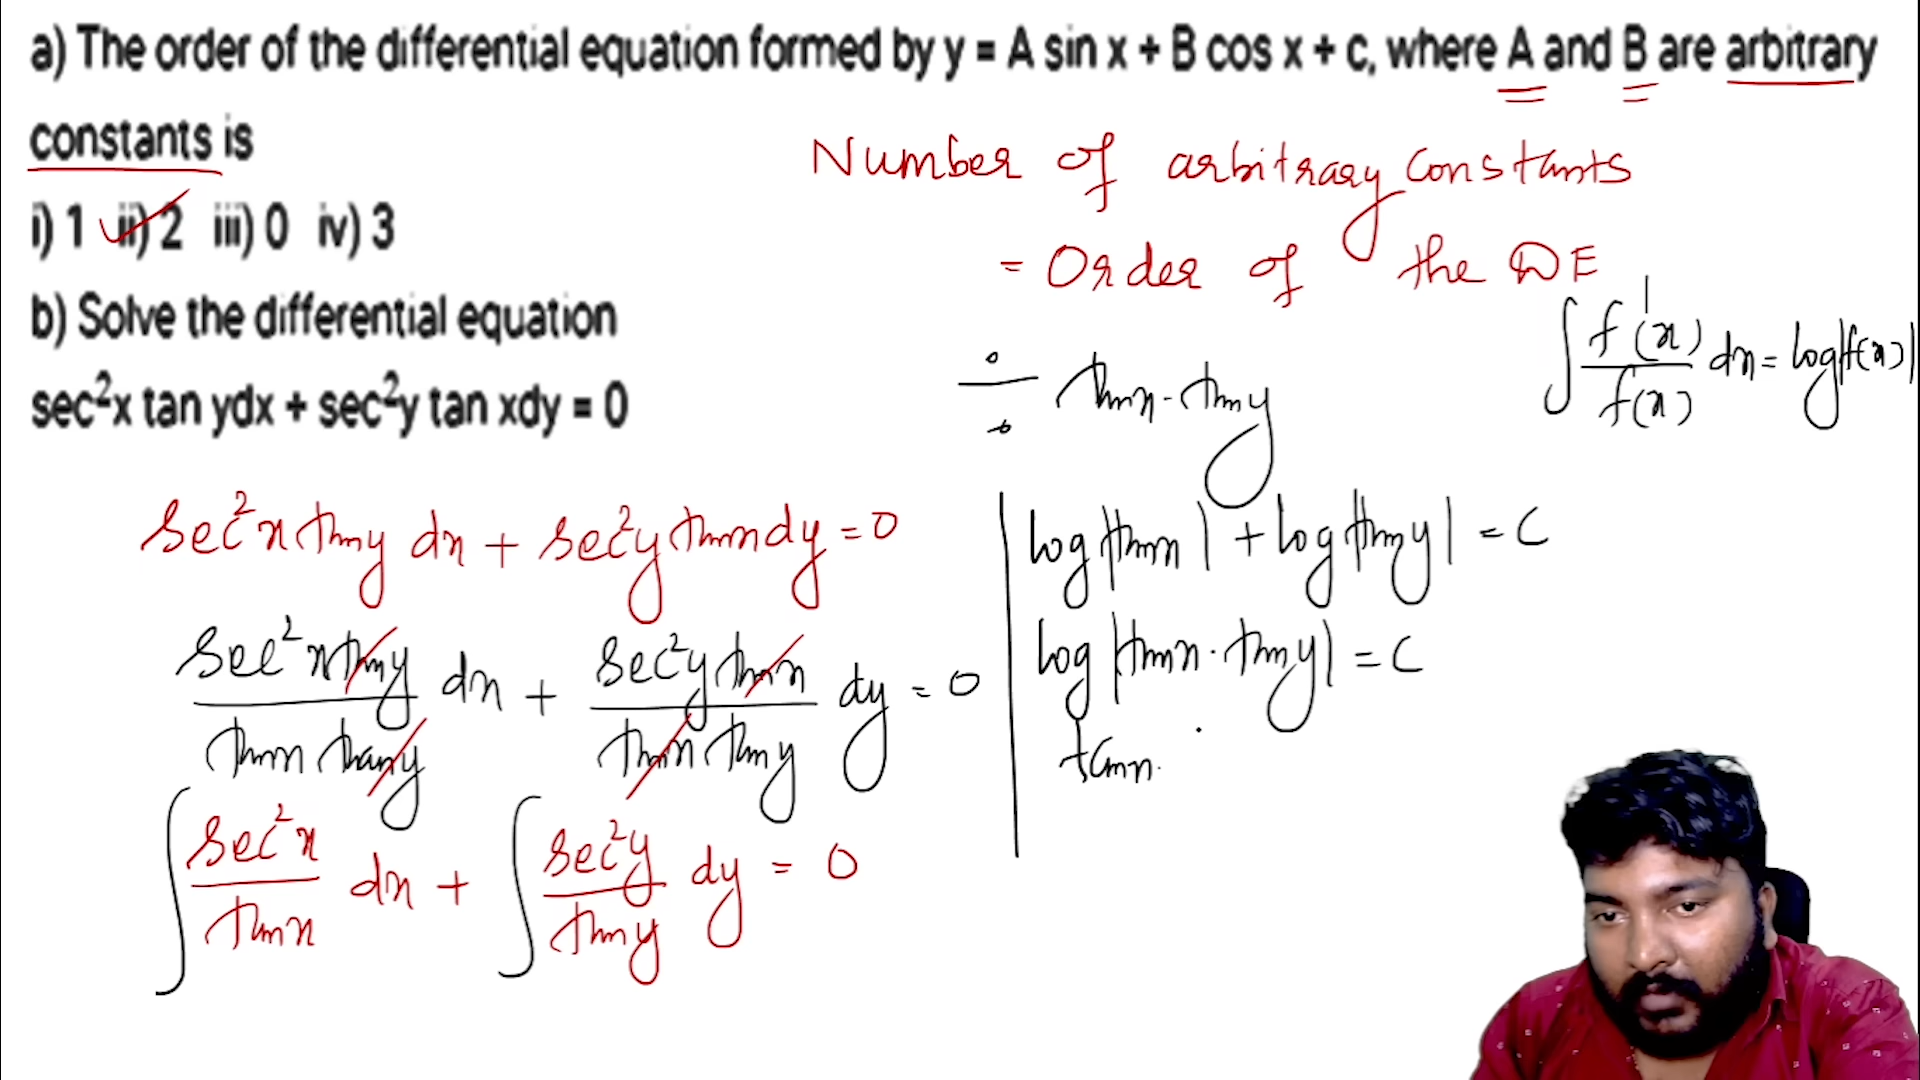 a) The order of the differential equation formed by y = A sin x + B cos x + c, where A and B are arbitrary
constants is
i) 1 ii) 2 iii) 0 iv) 3
Number of arbitrary constants
= Order of the DE
b) Solve the differential equation
sec²x tan ydx + sec²y tan xdy = 0
÷ tanx · tany
∫ f'(x)/f(x) dx = log|f(x)|
sec²x tany dx + sec²y tanx dy = 0
sec²x tany / tanx tany dx + sec²y tanx / tanx tany dy = 0
∫ sec²x / tanx dx + ∫ sec²y / tany dy = 0
log|tanx| + log|tany| = C
log|tanx · tany| = C
tanx ·